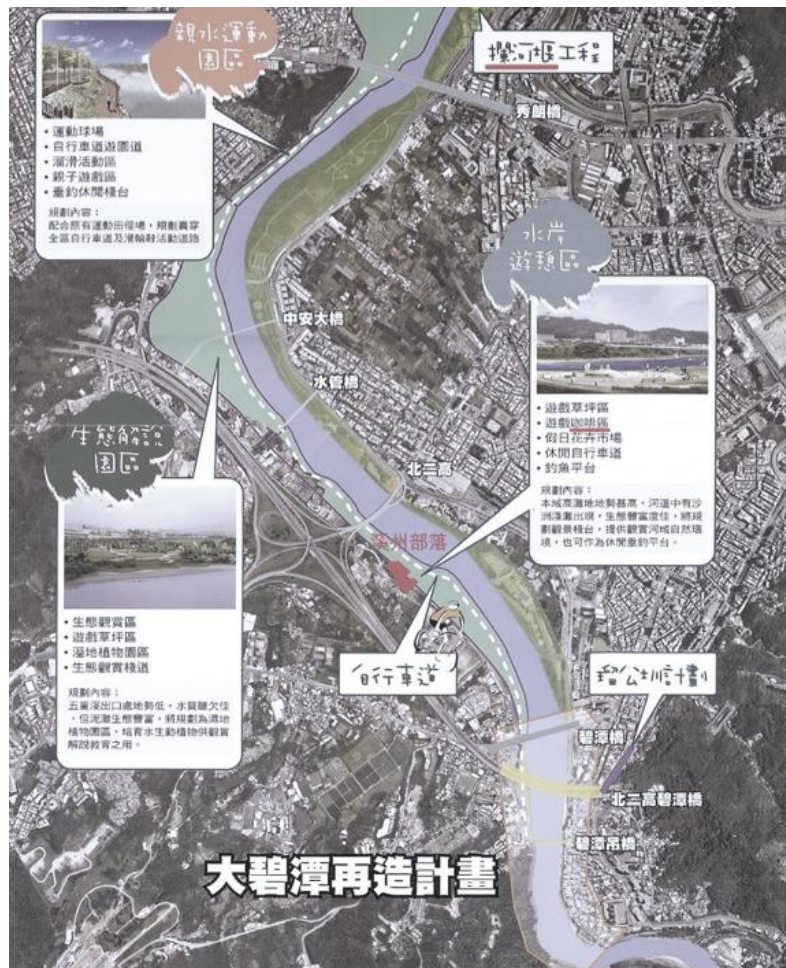 親水運動
園區
• 運動球場
• 自行車道遊園道
• 溜滑活動區
• 親子遊戲區
• 垂釣休閒棧台
規劃內容：
配合原有運動田徑場，規劃貫穿
全區自行車道及滑輪鞋活動道路
攔河堰工程
秀朗橋
水岸
遊憩區
• 遊戲草坪區
• 遊戲咖啡區
• 假日花卉市場
• 休閒自行車道
• 釣魚平台
規劃內容：
本域高灘地地勢甚高，河道中有沙
洲淺灘出現，生態豐富度佳，將規
劃觀景棧台，提供觀賞河域自然環
境，也可作為休閒垂釣平台。
中安大橋
水管橋
北二高
生態解說
園區
• 生態觀賞區
• 遊戲草坪區
• 溼地植物園區
• 生態觀賞棧道
規劃內容：
五重溪出口處地勢低，水質雖欠佳
，但泥灘生態豐富，將規劃為濕地
植物園區，培育水生動植物供觀賞
解說教育之用。
溪州部落
自行車道
瑠公圳計劃
碧潭橋
北二高碧潭橋
碧潭吊橋
大碧潭再造計畫